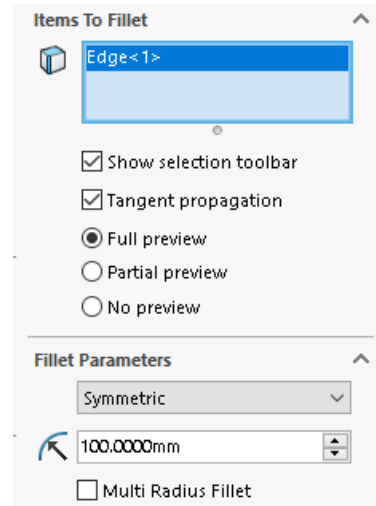 Items To Fillet
Edge<1>
Show selection toolbar
Tangent propagation
Full preview
Partial preview
No preview
Fillet Parameters
Symmetric
100.0000mm
Multi Radius Fillet